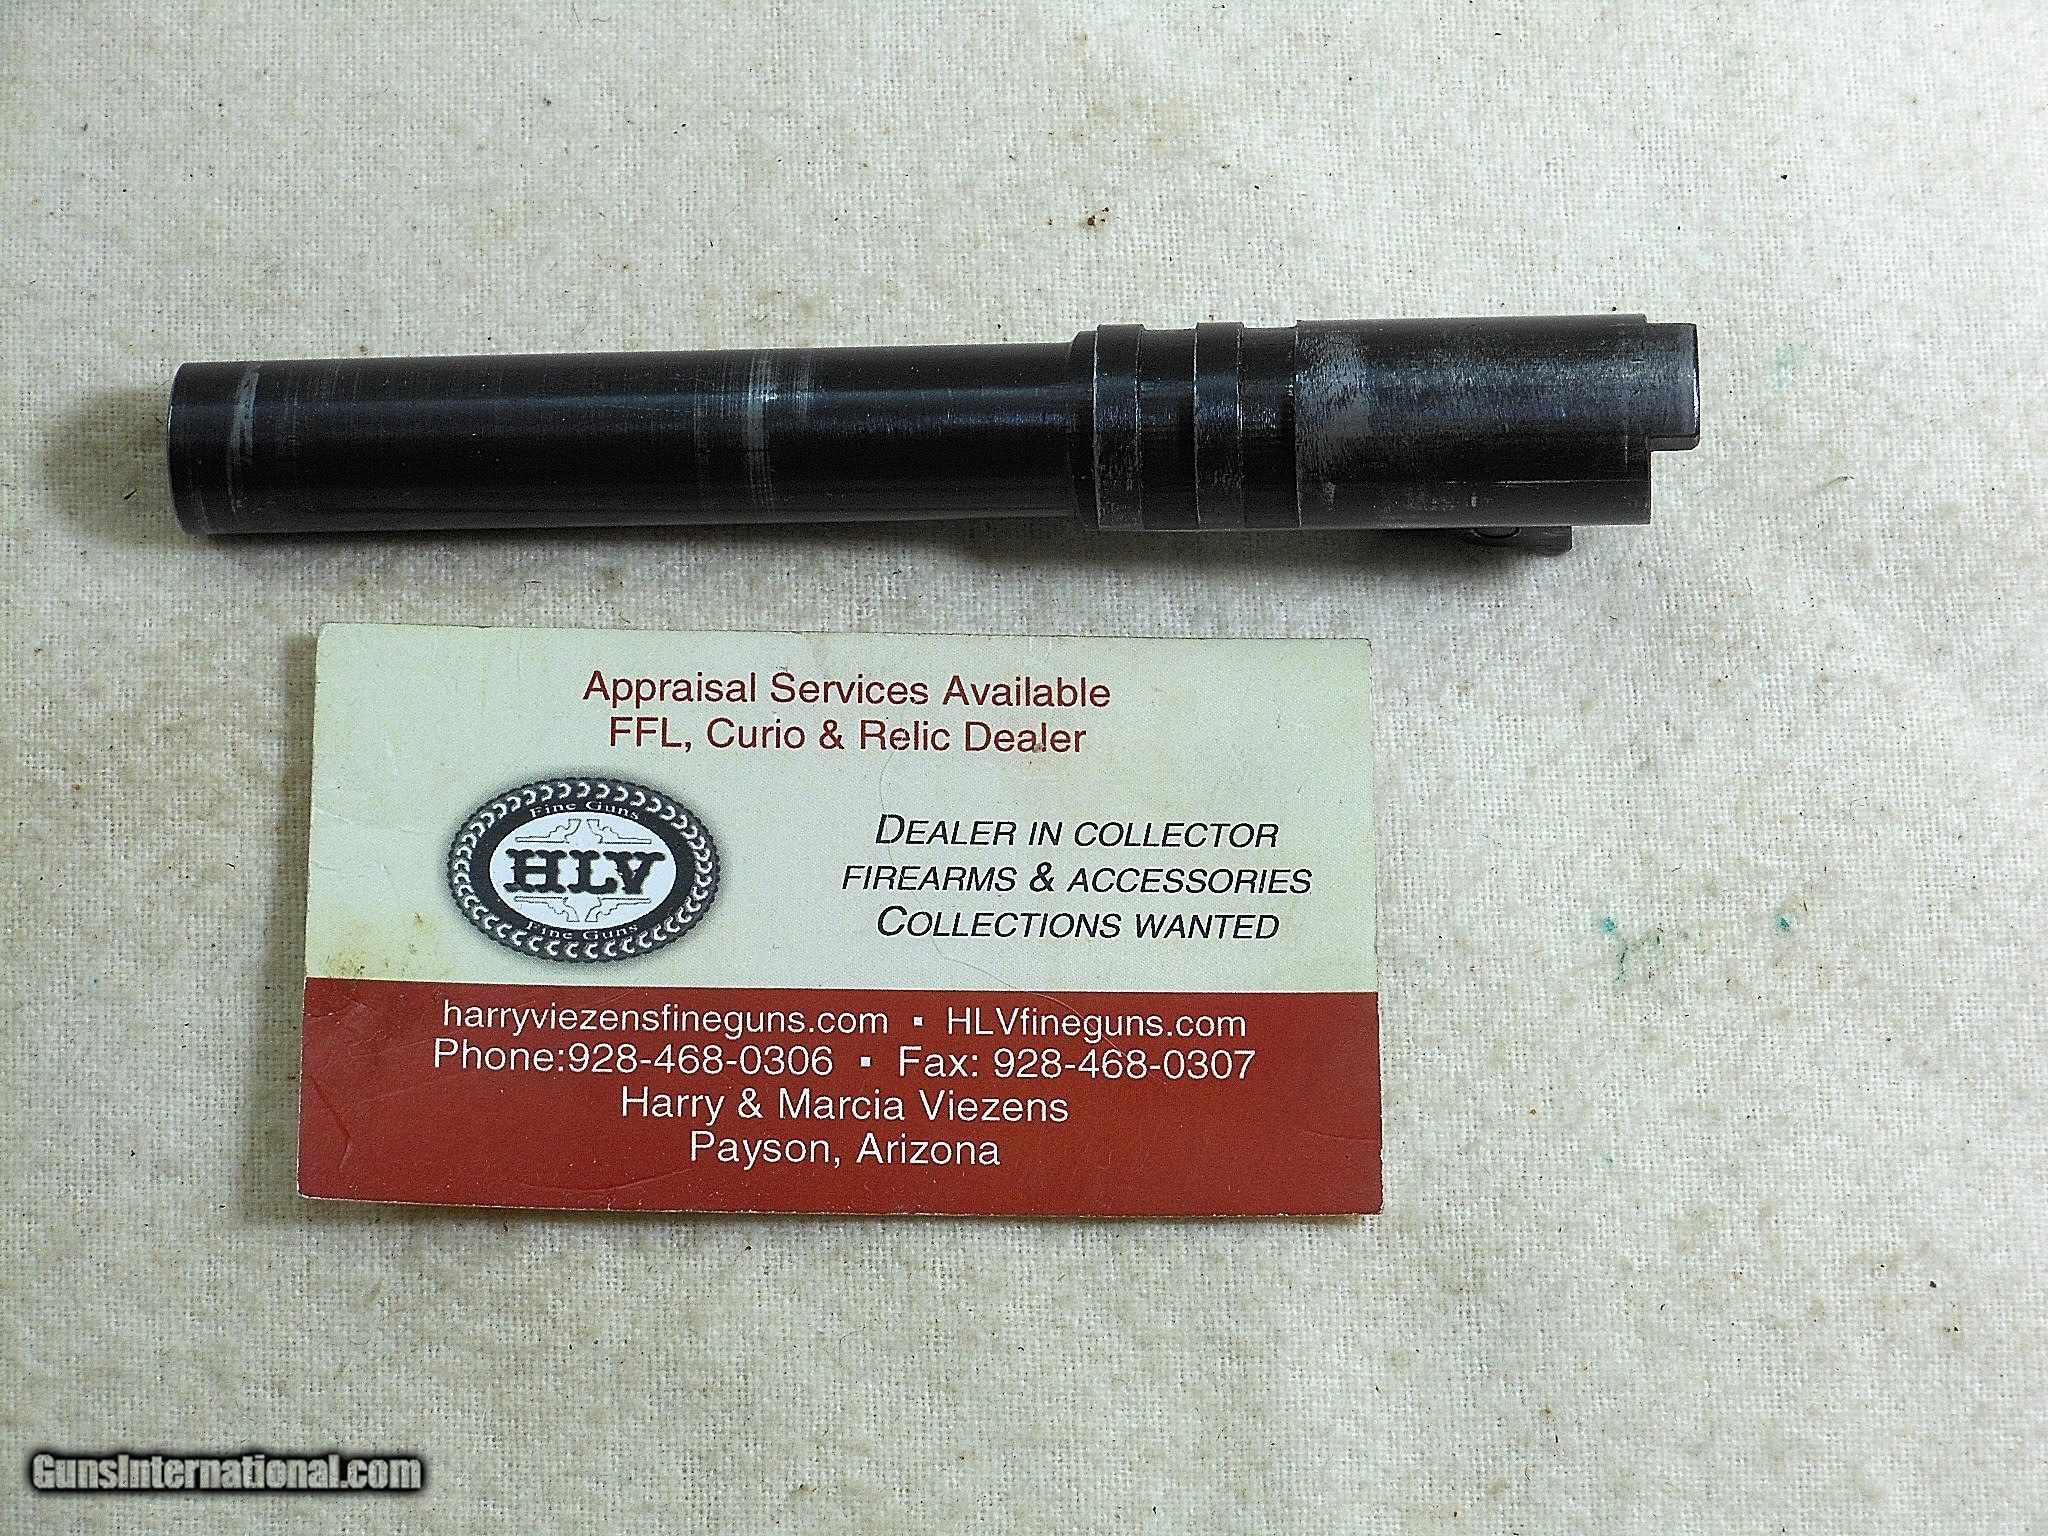 Appraisal Services Available
FFL, Curio & Relic Dealer
Fine Guns
HLV
Fine Guns
DEALER IN COLLECTOR
FIREARMS & ACCESSORIES
COLLECTIONS WANTED
harryviezensfineguns.com ▪ HLVfineguns.com
Phone:928-468-0306 ▪ Fax: 928-468-0307
Harry & Marcia Viezens
Payson, Arizona
GunsInternational.com